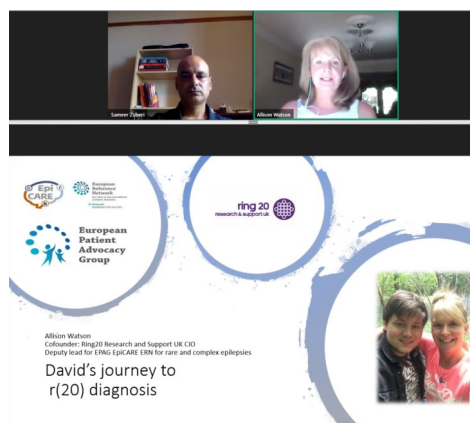 Sameer Zuberi
Allison Watson
Epi
CARE
European
Reference
Network
European
Patient
Advocacy
Group
ring 20
research & support uk
Allison Watson
Cofounder: Ring20 Research and Support UK CIO
Deputy lead for EPAG EpiCARE ERN for rare and complex epilepsies
David's journey to
r(20) diagnosis